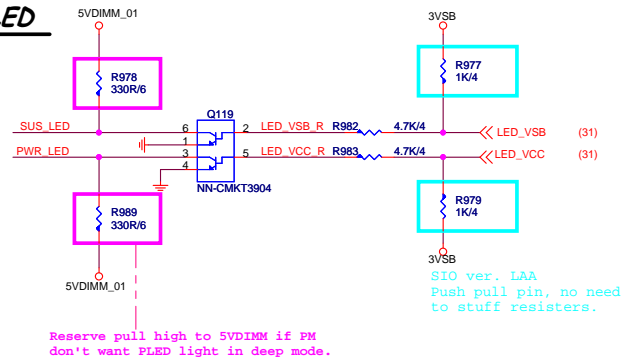 LED
5VDIMM_01
3VSB
R978
330R/6
R977
1K/4
Q119
SUS_LED
6
2
LED_VSB_R
R982
4.7K/4
LED_VSB
(31)
1
PWR_LED
3
5
LED_VCC_R
R983
4.7K/4
LED_VCC
(31)
4
NN-CMKT3904
R989
330R/6
R979
1K/4
5VDIMM_01
3VSB
SIO ver. LAA
Push pull pin, no need
to stuff resisters.
Reserve pull high to 5VDIMM if PM
don't want PLED light in deep mode.